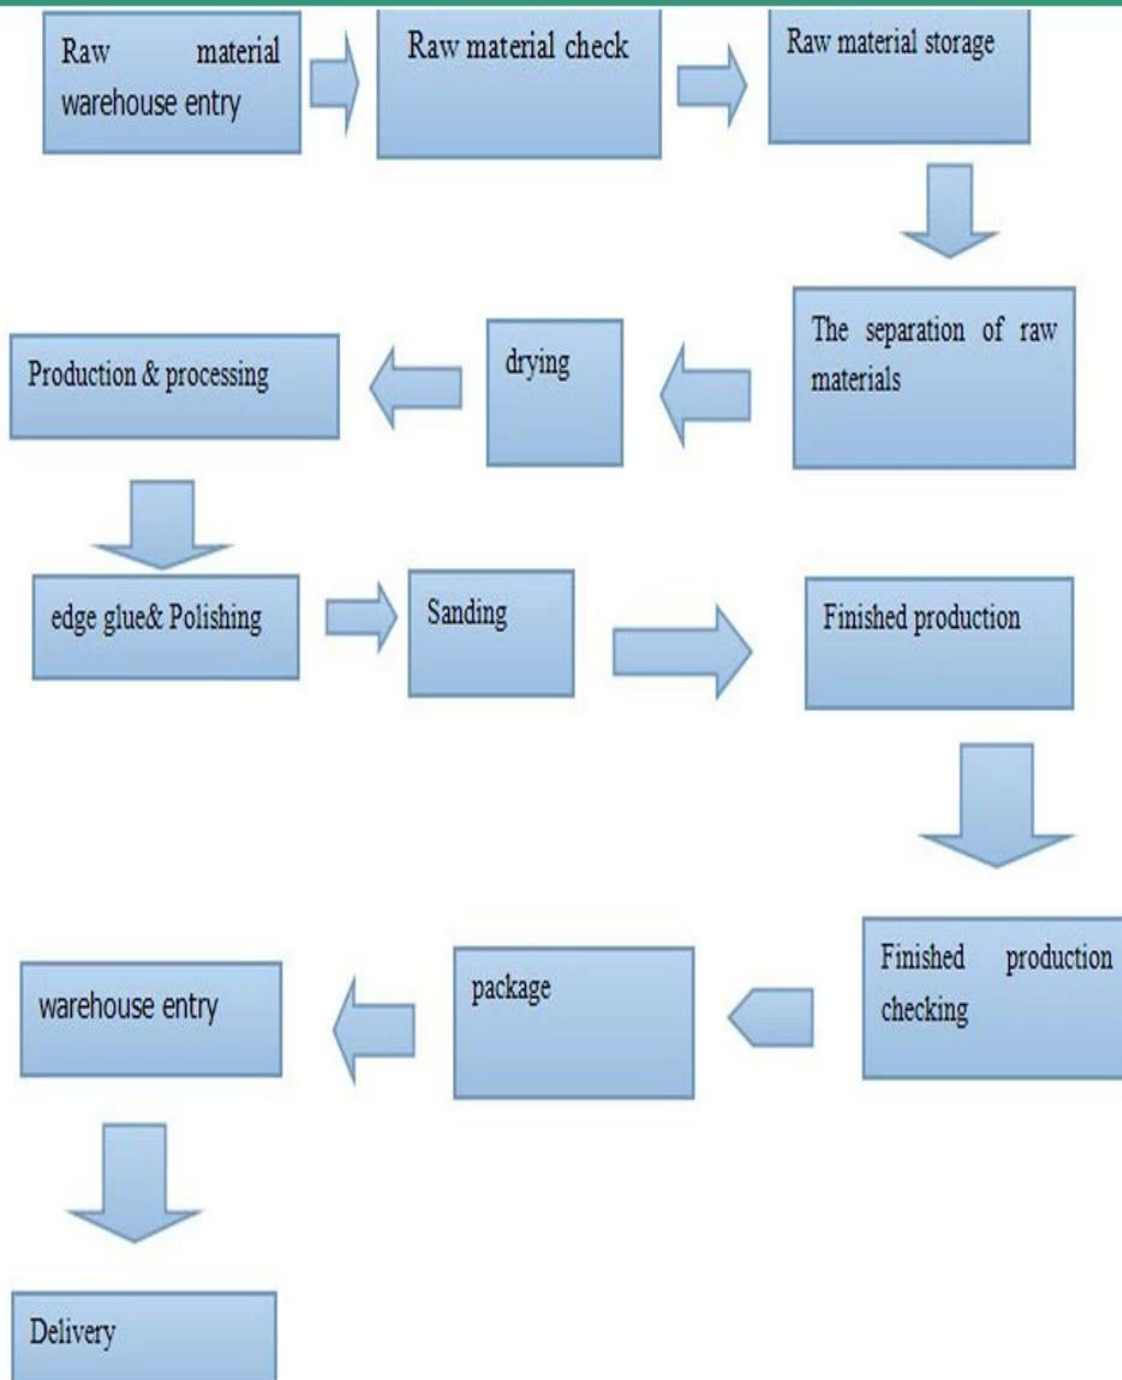 Raw material
warehouse entry
Raw material check
Raw material storage
The separation of raw
materials
drying
Production & processing
edge glue& Polishing
Sanding
Finished production
Finished production
checking
package
warehouse entry
Delivery